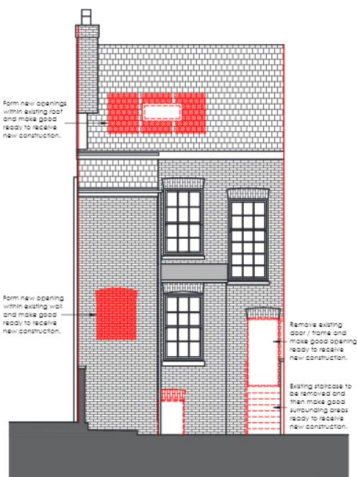 Form new openings
within existing roof
and make good
ready to receive
new construction.
Form new opening
within existing wall
and make good
ready to receive
new construction.
Remove existing
door / frame and
make good opening
ready to receive
new construction.
Existing staircase to
be removed and
then make good
surrounding areas
ready to receive
new construction.